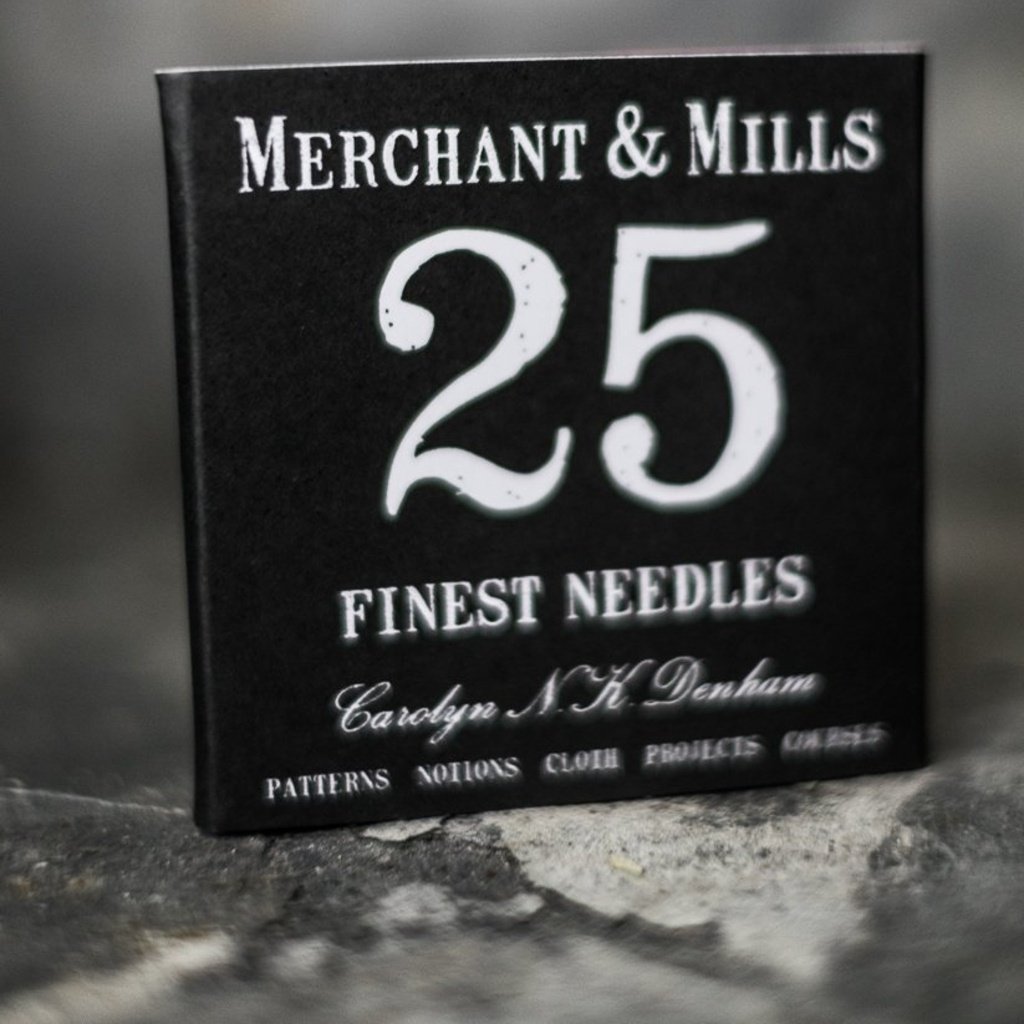 MERCHANT & MILLS
25
FINEST NEEDLES
Carolyn N.K. Denham
PATTERNS NOTIONS CLOTH PROJECTS COURSES